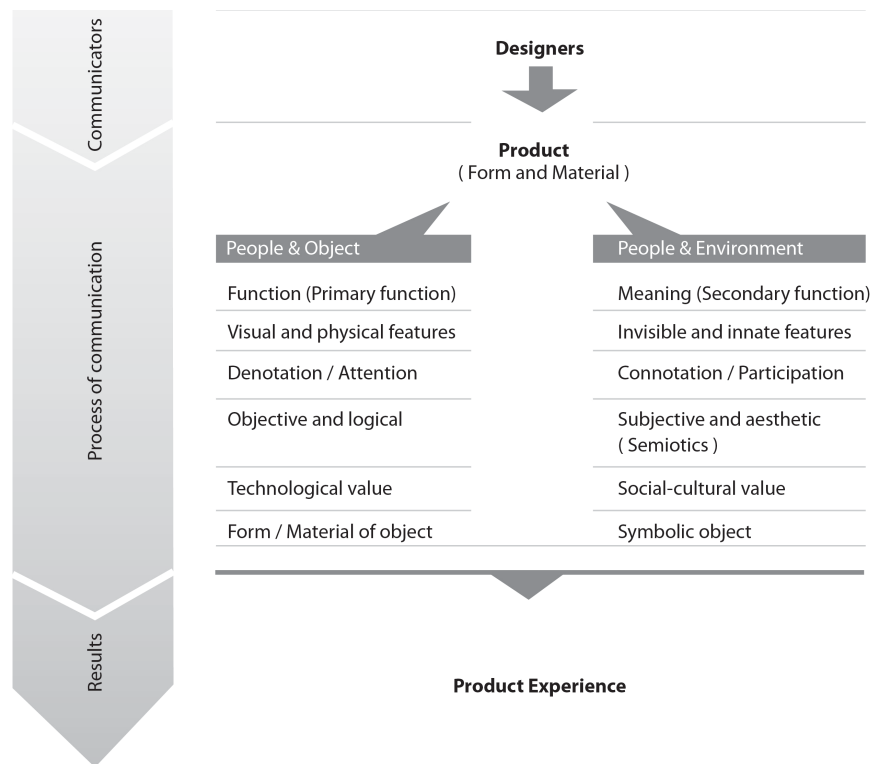 Communicators
Designers
Product
( Form and Material )
Process of communication
People & Object
Function (Primary function)
Visual and physical features
Denotation / Attention
Objective and logical
Technological value
Form / Material of object
People & Environment
Meaning (Secondary function)
Invisible and innate features
Connotation / Participation
Subjective and aesthetic
( Semiotics )
Social-cultural value
Symbolic object
Results
Product Experience